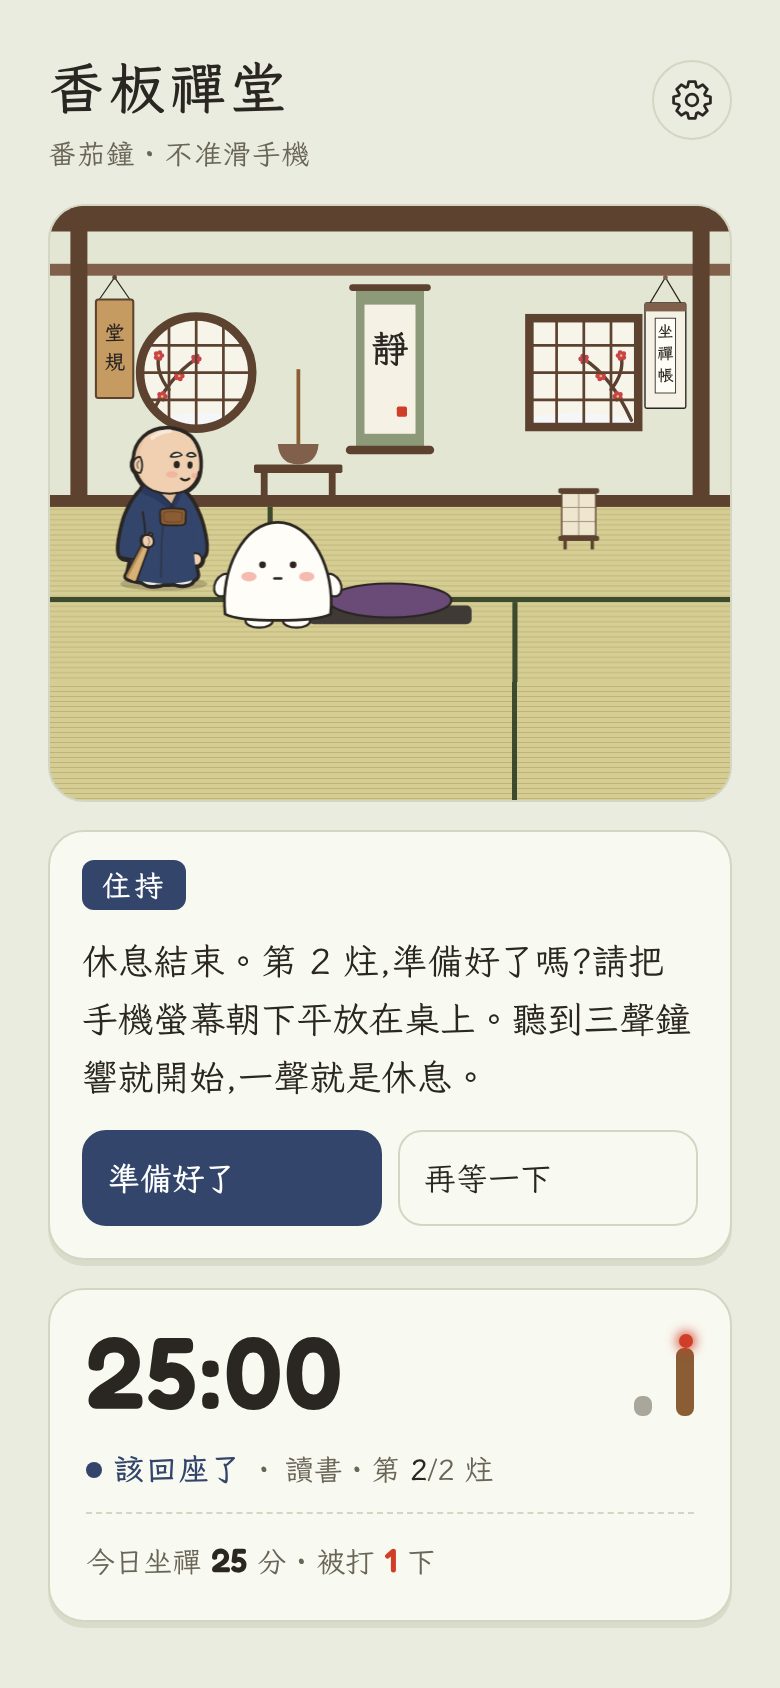 香板禪堂
番茄鐘・不准滑手機
堂規
靜
坐禪帳
住持
休息結束。第 2 炷,準備好了嗎?請把
手機螢幕朝下平放在桌上。聽到三聲鐘
響就開始,一聲就是休息。
準備好了
再等一下
25:00
該回座了 · 讀書・第 2/2 炷
今日坐禪 25 分・被打 1 下